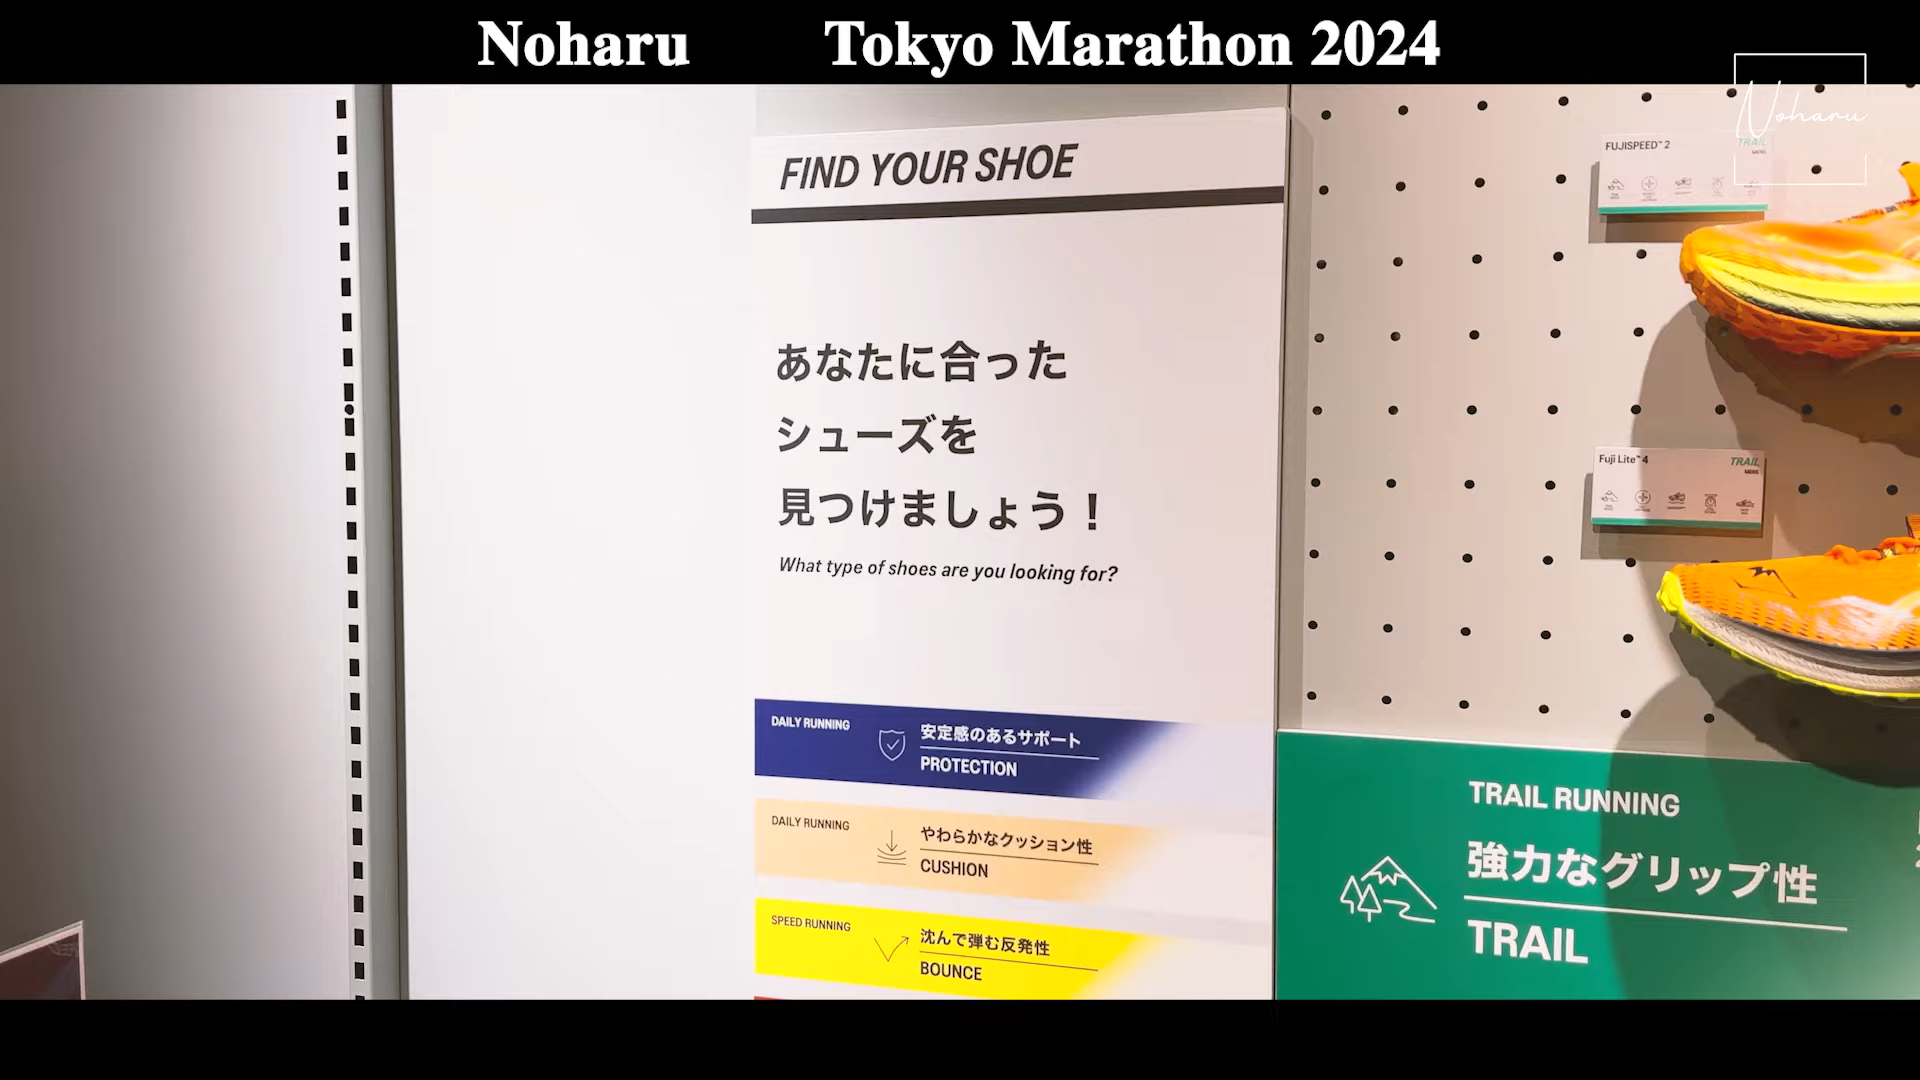 Noharu Tokyo Marathon 2024
Noharu
FIND YOUR SHOE
あなたに合った
シューズを
見つけましょう！
What type of shoes are you looking for?
DAILY RUNNING
安定感のあるサポート
PROTECTION
DAILY RUNNING
やわらかなクッション性
CUSHION
SPEED RUNNING
沈んで弾む反発性
BOUNCE
FUJISPEED™ 2
TRAIL
Fuji Lite™ 4
TRAIL
TRAIL RUNNING
強力なグリップ性
TRAIL